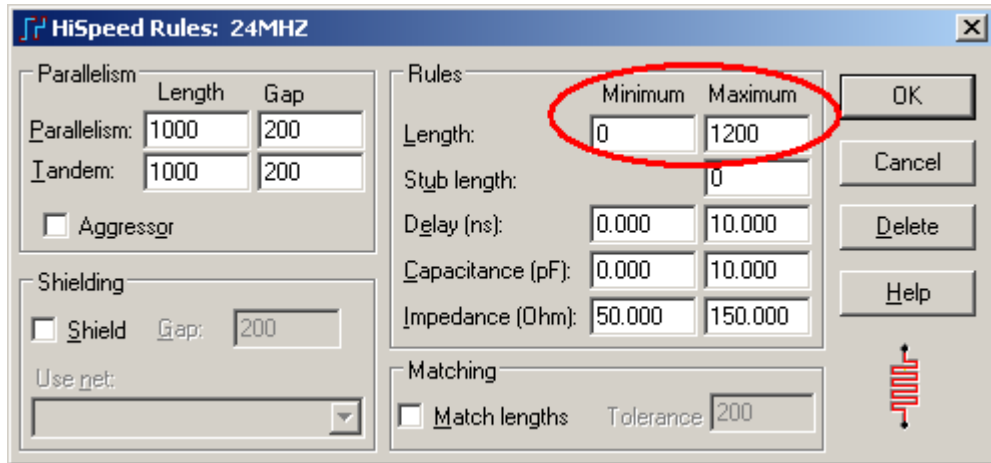 HiSpeed Rules: 24MHZ
Parallelism
Length Gap
Parallelism: 1000 200
Tandem: 1000 200
Aggressor
Shielding
Shield Gap: 200
Use net:
Rules
Minimum Maximum
Length: 0 1200
Stub length: 0
Delay (ns): 0.000 10.000
Capacitance (pF): 0.000 10.000
Impedance (Ohm): 50.000 150.000
Matching
Match lengths Tolerance 200
OK
Cancel
Delete
Help